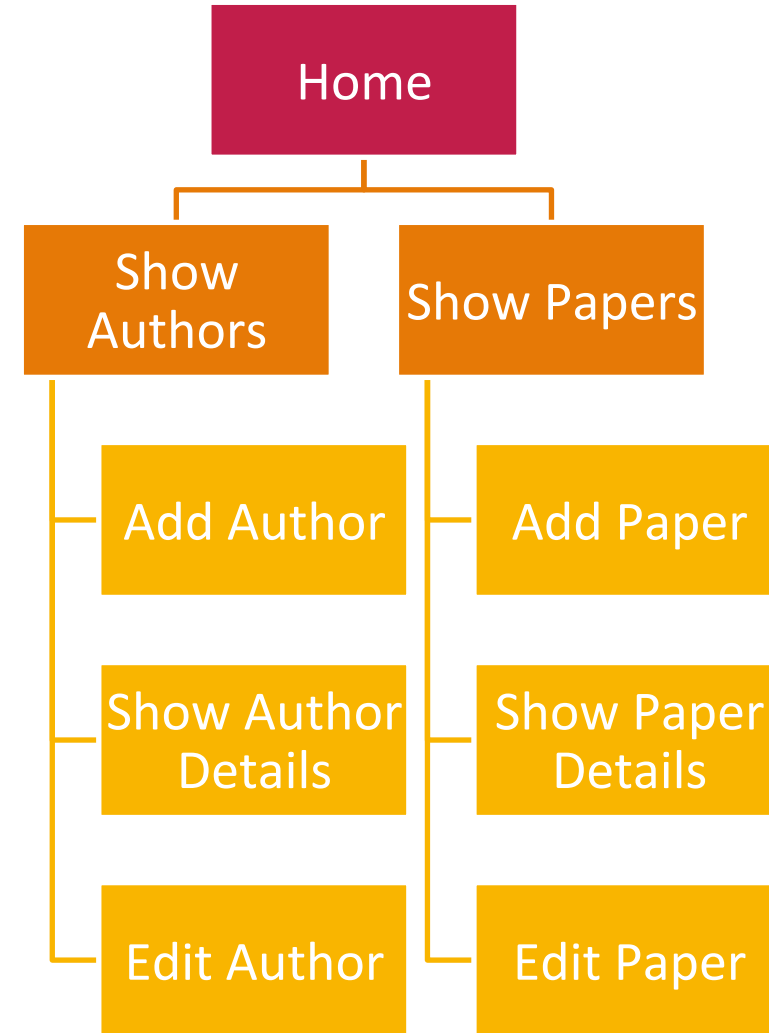 Home
Show
Authors
Show Papers
Add Author
Add Paper
Show Author
Details
Show Paper
Details
Edit Author
Edit Paper